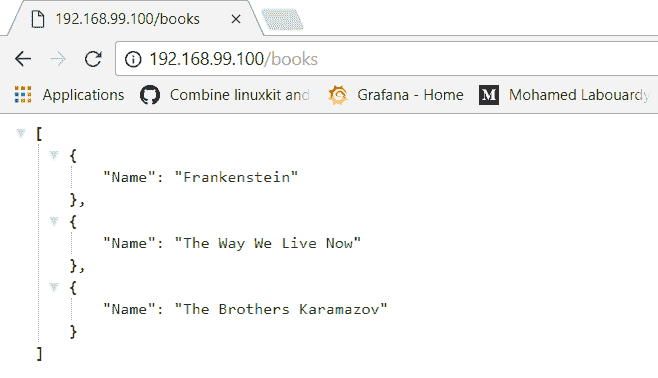 192.168.99.100/books
192.168.99.100/books
Applications Combine linuxkit and Grafana - Home Mohamed Labouardy
[
{
"Name": "Frankenstein"
},
{
"Name": "The Way We Live Now"
},
{
"Name": "The Brothers Karamazov"
}
]